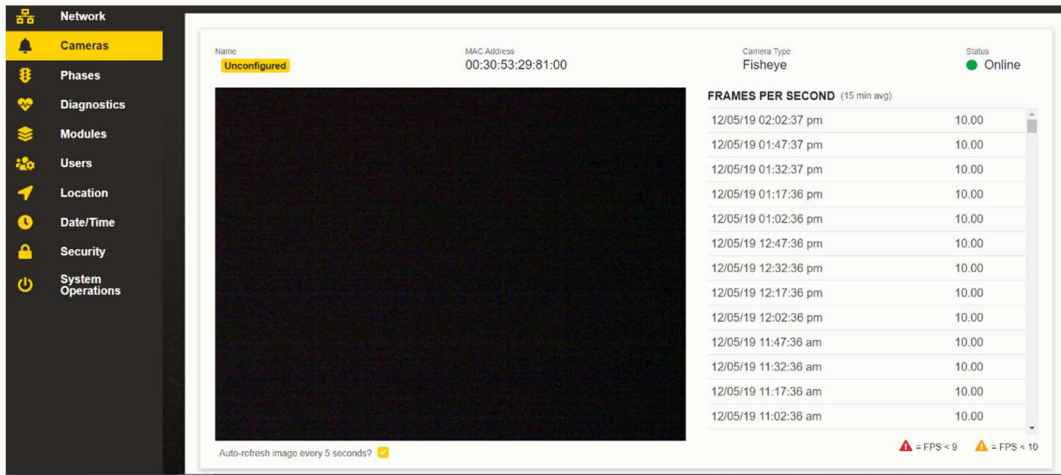 Network
Cameras
Phases
Diagnostics
Modules
Users
Location
Date/Time
Security
System
Operations
Name
Unconfigured
MAC Address
00:30:53:29:81:00
Camera Type
Fisheye
Status
Online
FRAMES PER SECOND (15 min avg)
12/05/19 02:02:37 pm 10.00
12/05/19 01:47:37 pm 10.00
12/05/19 01:32:37 pm 10.00
12/05/19 01:17:36 pm 10.00
12/05/19 01:02:36 pm 10.00
12/05/19 12:47:36 pm 10.00
12/05/19 12:32:36 pm 10.00
12/05/19 12:17:36 pm 10.00
12/05/19 12:02:36 pm 10.00
12/05/19 11:47:36 am 10.00
12/05/19 11:32:36 am 10.00
12/05/19 11:17:36 am 10.00
12/05/19 11:02:36 am 10.00
Auto-refresh image every 5 seconds?
= FPS < 9 = FPS < 10